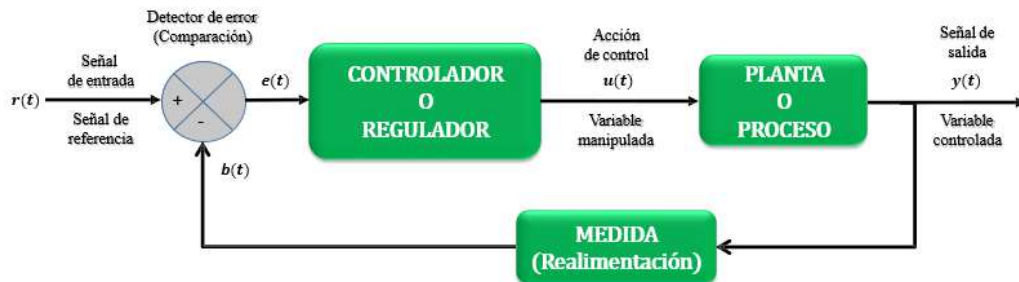 Detector de error
(Comparación)
Señal
de entrada
r(t)
Señal
de referencia
+
-
e(t)
b(t)
CONTROLADOR
O
REGULADOR
Acción
de control
u(t)
Variable
manipulada
PLANTA
O
PROCESO
Señal de
salida
y(t)
Variable
controlada
MEDIDA
(Realimentación)